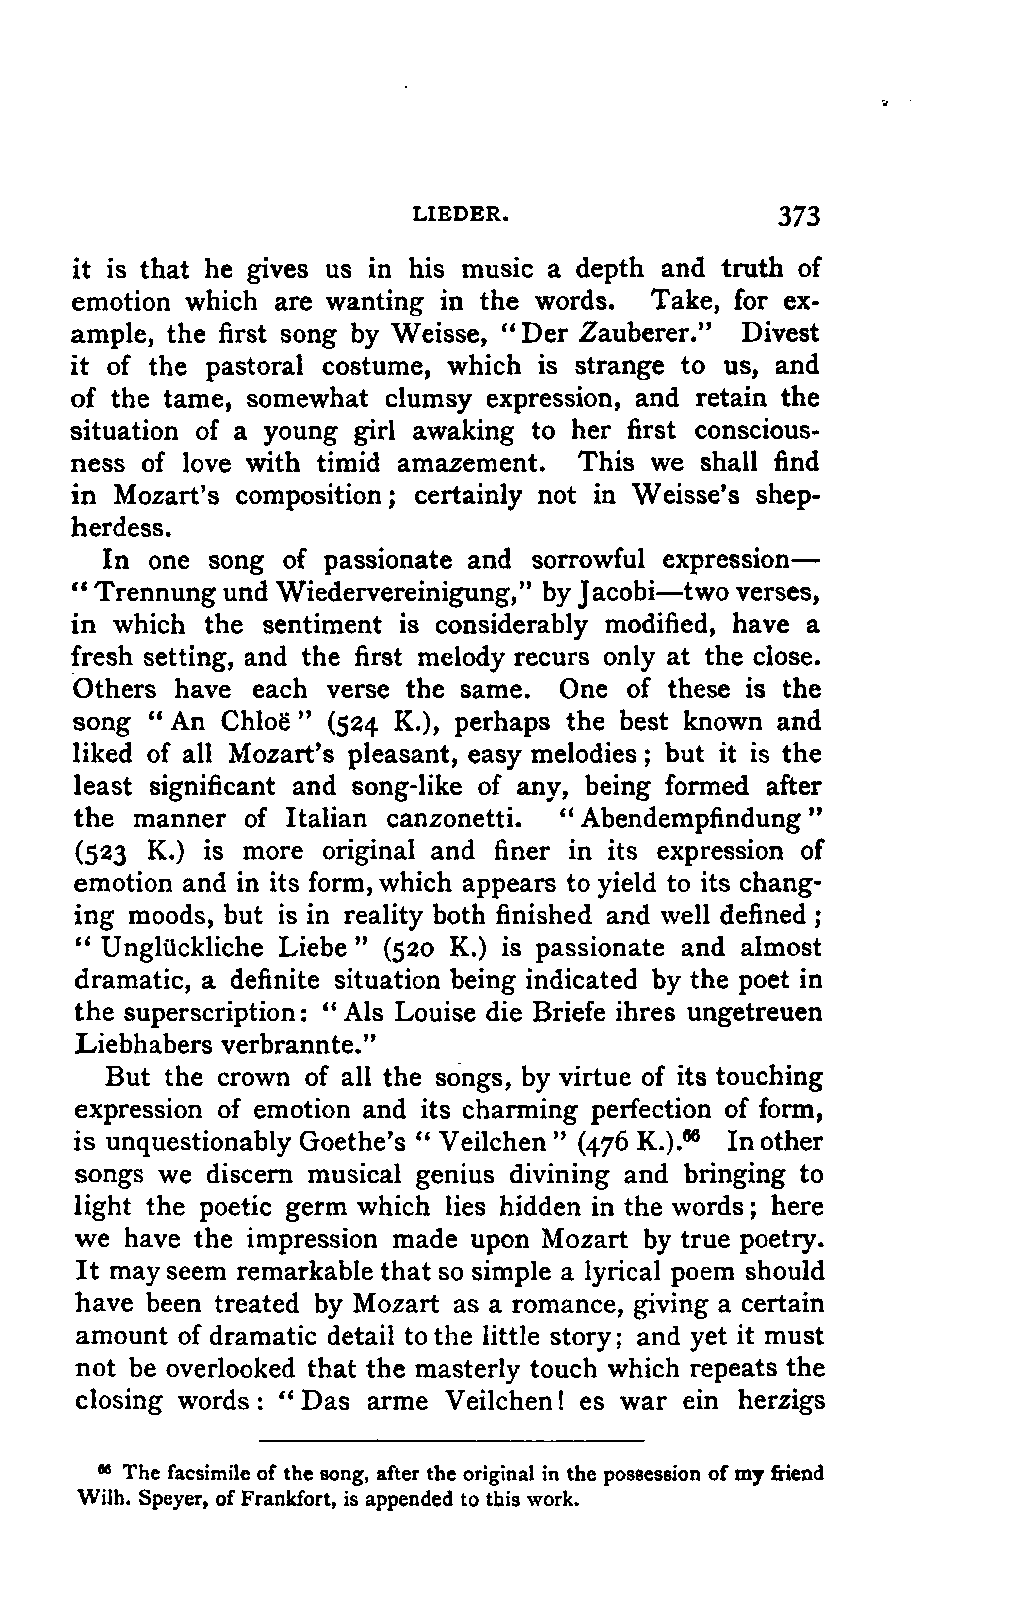 LIEDER. 373
it is that he gives us in his music a depth and truth of
emotion which are wanting in the words. Take, for ex-
ample, the first song by Weisse, “Der Zauberer.” Divest
it of the pastoral costume, which is strange to us, and
of the tame, somewhat clumsy expression, and retain the
situation of a young girl awaking to her first conscious-
ness of love with timid amazement. This we shall find
in Mozart’s composition; certainly not in Weisse’s shep-
herdess.
In one song of passionate and sorrowful expression—
“Trennung und Wiedervereinigung,” by Jacobi—two verses,
in which the sentiment is considerably modified, have a
fresh setting, and the first melody recurs only at the close.
Others have each verse the same. One of these is the
song “An Chloë” (524 K.), perhaps the best known and
liked of all Mozart’s pleasant, easy melodies; but it is the
least significant and song-like of any, being formed after
the manner of Italian canzonetti. “Abendempfindung”
(523 K.) is more original and finer in its expression of
emotion and in its form, which appears to yield to its chang-
ing moods, but is in reality both finished and well defined;
“Unglückliche Liebe” (520 K.) is passionate and almost
dramatic, a definite situation being indicated by the poet in
the superscription: “Als Louise die Briefe ihres ungetreuen
Liebhabers verbrannte.”
But the crown of all the songs, by virtue of its touching
expression of emotion and its charming perfection of form,
is unquestionably Goethe’s “Veilchen” (476 K.).⁶⁶ In other
songs we discern musical genius divining and bringing to
light the poetic germ which lies hidden in the words; here
we have the impression made upon Mozart by true poetry.
It may seem remarkable that so simple a lyrical poem should
have been treated by Mozart as a romance, giving a certain
amount of dramatic detail to the little story; and yet it must
not be overlooked that the masterly touch which repeats the
closing words: “Das arme Veilchen! es war ein herzigs
⁶⁶ The facsimile of the song, after the original in the possession of my friend
Wilh. Speyer, of Frankfort, is appended to this work.